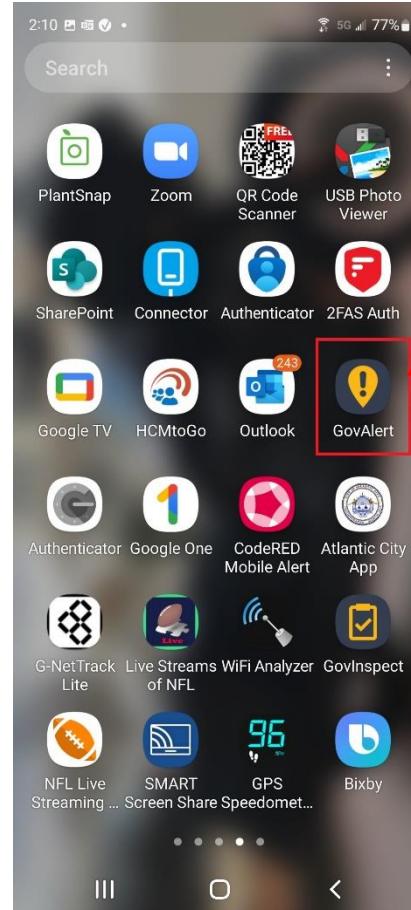 2:10
5G
77%
Search
PlantSnap
Zoom
FREE
QR Code
Scanner
USB Photo
Viewer
S
SharePoint
Connector
Authenticator
2FAS Auth
Google TV
HCMtoGo
243
Outlook
GovAlert
Authenticator
1
Google One
CodeRED
Mobile Alert
Atlantic City
App
G-NetTrack
Lite
Live
Live Streams
of NFL
WiFi Analyzer
GovInspect
NFL Live
Streaming ...
SMART
Screen Share
96
GPS
Speedomet...
Bixby